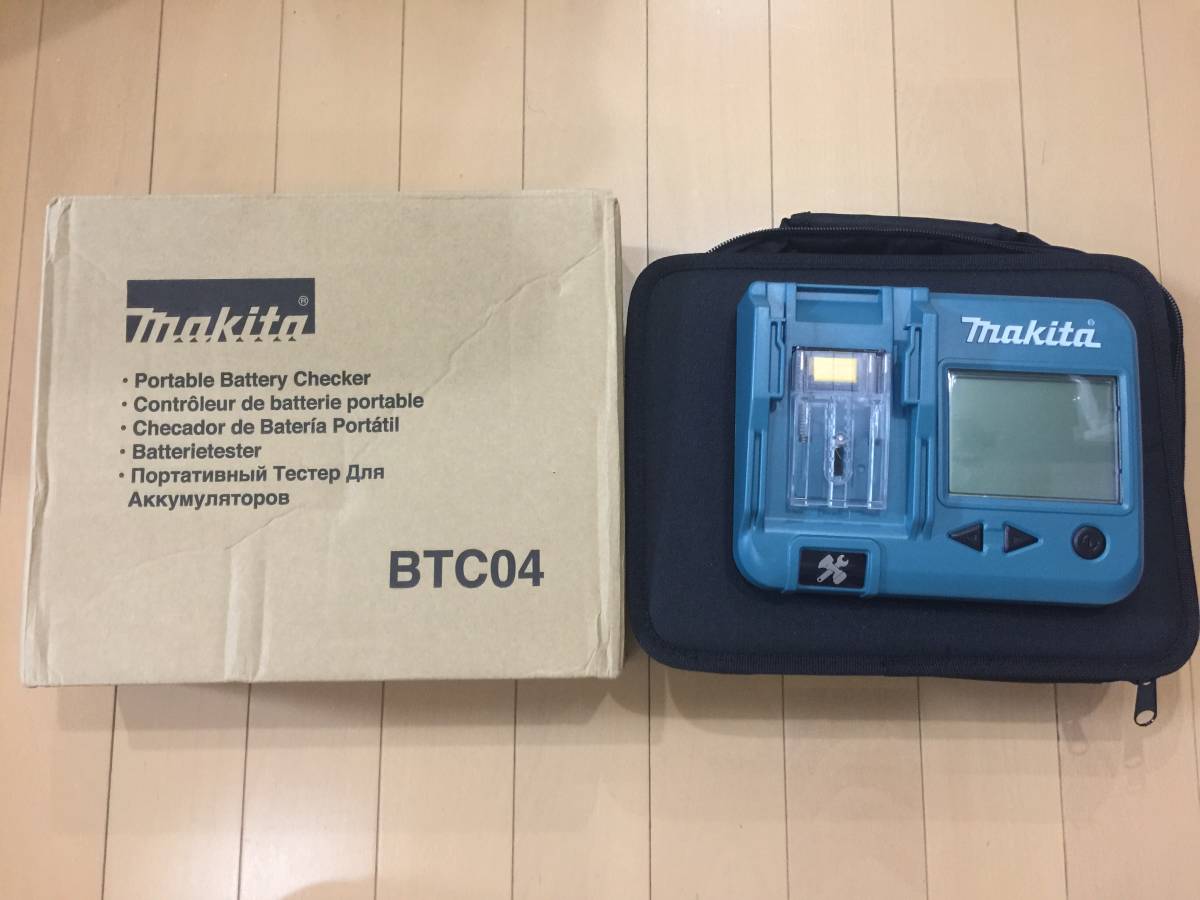 makita®
• Portable Battery Checker
• Contrôleur de batterie portable
• Checador de Batería Portátil
• Batterietester
• Портативный Тестер Для
Аккумуляторов
BTC04
makita®